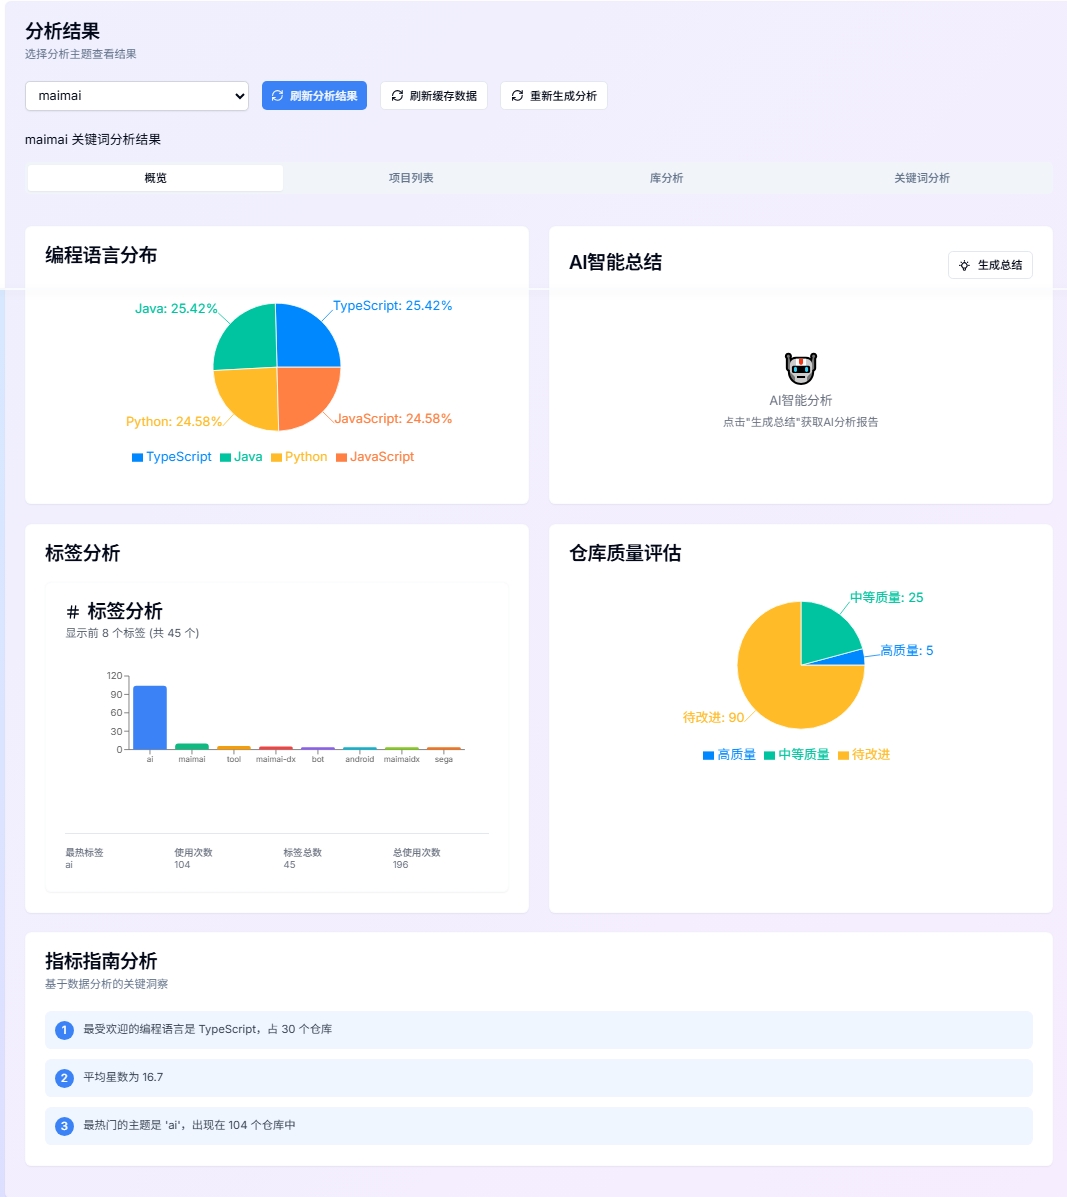 分析结果
选择分析主题查看结果
maimai
刷新分析结果
刷新缓存数据
重新生成分析
maimai 关键词分析结果
概览
项目列表
库分析
关键词分析
编程语言分布
Java: 25.42%
TypeScript: 25.42%
Python: 24.58%
JavaScript: 24.58%
TypeScript
Java
Python
JavaScript
AI智能总结
生成总结
AI智能分析
点击"生成总结"获取AI分析报告
标签分析
# 标签分析
显示前 8 个标签 (共 45 个)
120
90
60
30
0
ai
maimai
tool
maimai-dx
bot
android
maimaidx
sega
最热标签
ai
使用次数
104
标签总数
45
总使用次数
196
仓库质量评估
中等质量: 25
高质量: 5
待改进: 90
高质量
中等质量
待改进
指标指南分析
基于数据分析的关键洞察
1 最受欢迎的编程语言是 TypeScript，占 30 个仓库
2 平均星数为 16.7
3 最热门的主题是 'ai'，出现在 104 个仓库中